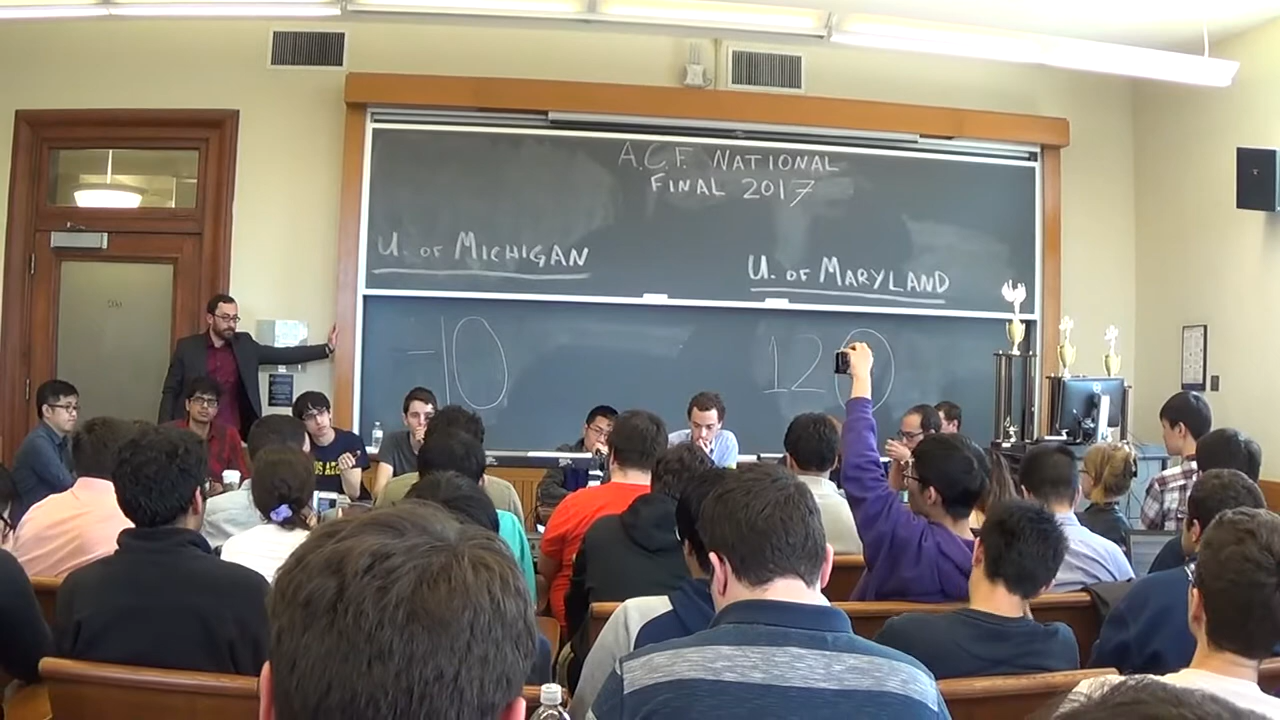 A.C.F. NATIONAL
FINAL 2017
U. OF MICHIGAN
U. OF MARYLAND
-10
120